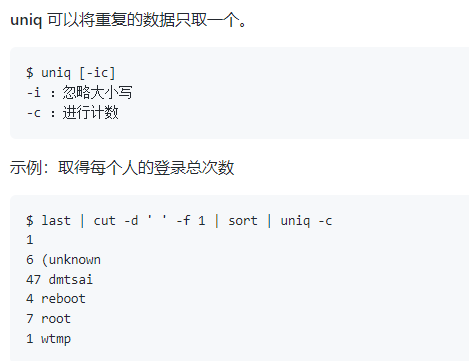 uniq 可以将重复的数据只取一个。
$ uniq [-ic]
-i ：忽略大小写
-c ：进行计数
示例：取得每个人的登录总次数
$ last | cut -d ' ' -f 1 | sort | uniq -c
1
6 (unknown
47 dmtsai
4 reboot
7 root
1 wtmp